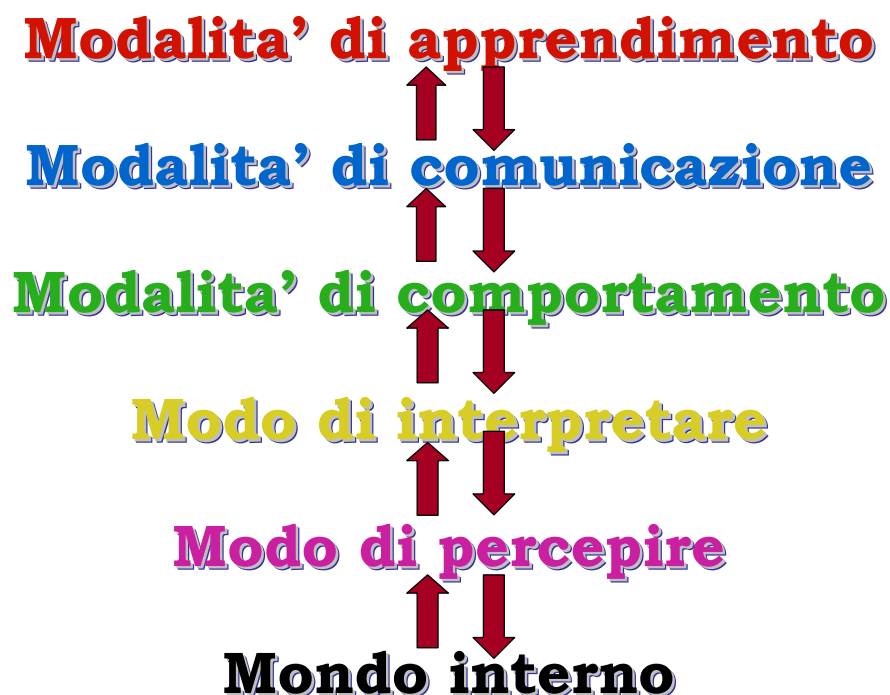 Modalita’ di apprendimento
Modalita’ di comunicazione
Modalita’ di comportamento
Modo di interpretare
Modo di percepire
Mondo interno